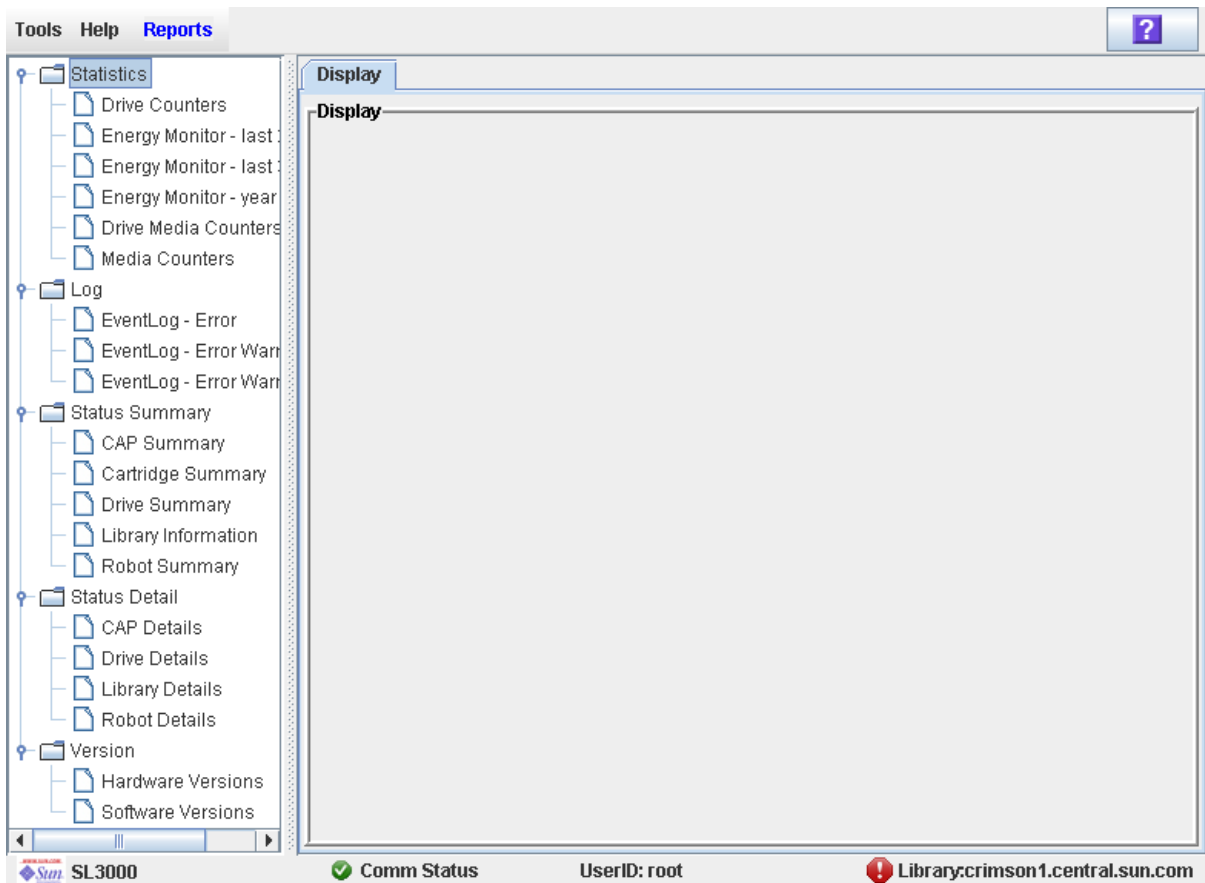 Tools Help Reports
?
Statistics
Drive Counters
Energy Monitor - last
Energy Monitor - last
Energy Monitor - year
Drive Media Counters
Media Counters
Log
EventLog - Error
EventLog - Error Warr
EventLog - Error Warr
Status Summary
CAP Summary
Cartridge Summary
Drive Summary
Library Information
Robot Summary
Status Detail
CAP Details
Drive Details
Library Details
Robot Details
Version
Hardware Versions
Software Versions
Display
Display
Sun SL3000
Comm Status
UserID: root
Library:crimson1.central.sun.com